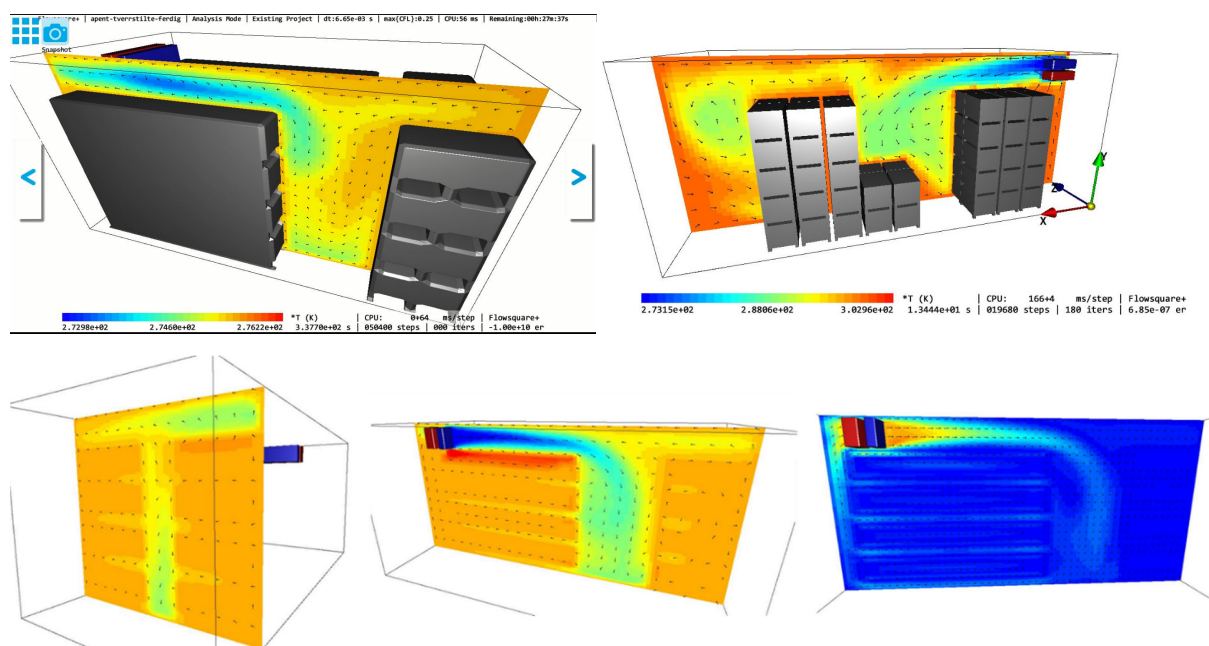 Flowsquare+ | apent-tverrstilte-ferdig | Analysis Mode | Existing Project | dt:6.65e-03 s | max(CFL):0.25 | CPU:56 ms | Remaining:00h:27m:37s
Snapshot
<
>
*T (K) | CPU: 0+64 ms/step | Flowsquare+
2.7298e+02 2.7460e+02 2.7622e+02 3.3770e+02 s | 050400 steps | 000 iters | -1.00e+10 er
Y
Z
X
*T (K) | CPU: 166+4 ms/step | Flowsquare+
2.7315e+02 2.8806e+02 3.0296e+02 1.3444e+01 s | 019680 steps | 180 iters | 6.85e-07 er